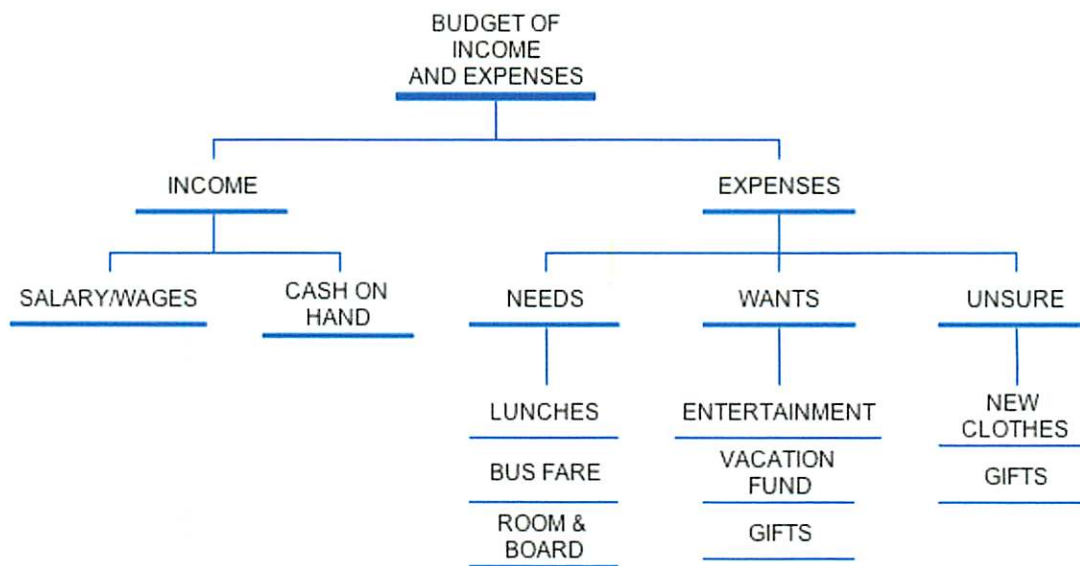 BUDGET OF
INCOME
AND EXPENSES
INCOME
EXPENSES
SALARY/WAGES
CASH ON
HAND
NEEDS
WANTS
UNSURE
LUNCHES
BUS FARE
ROOM &
BOARD
ENTERTAINMENT
VACATION
FUND
GIFTS
NEW
CLOTHES
GIFTS